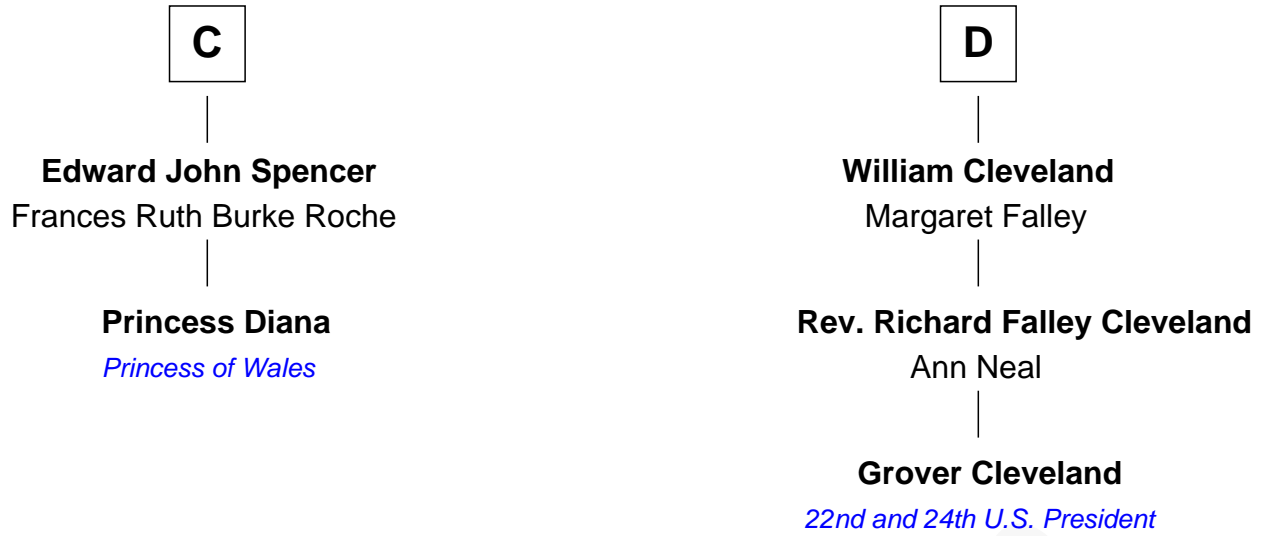 C
Edward John Spencer
Frances Ruth Burke Roche
Princess Diana
Princess of Wales
D
William Cleveland
Margaret Falley
Rev. Richard Falley Cleveland
Ann Neal
Grover Cleveland
22nd and 24th U.S. President